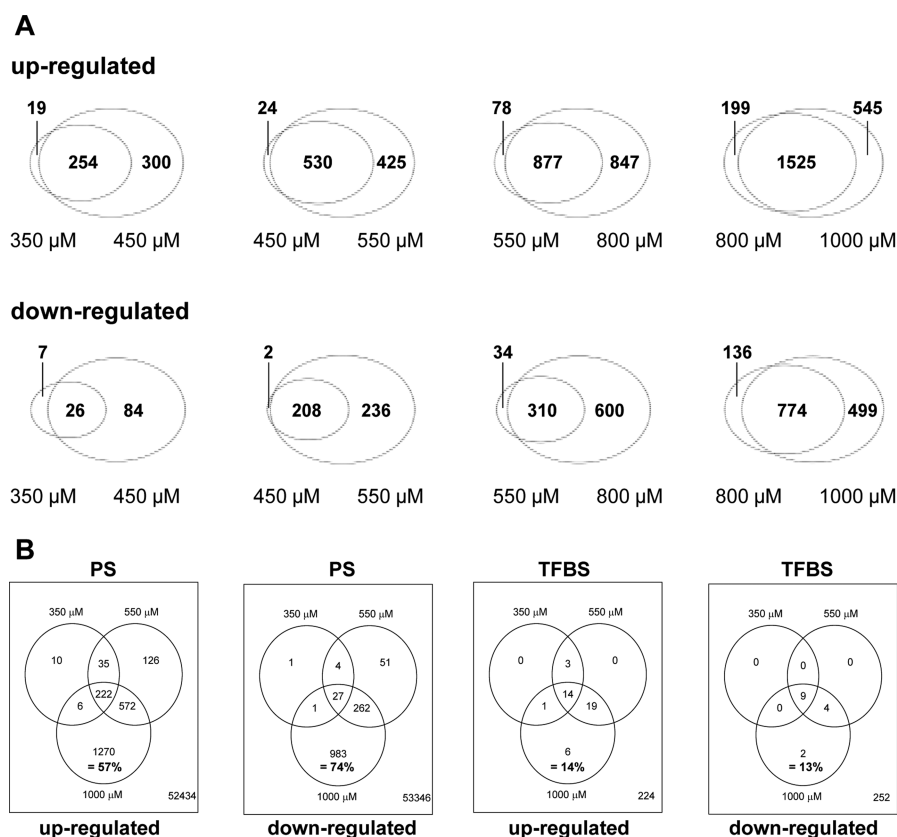 A
up-regulated
19 24 78 199 545
254 300 530 425 877 847 1525
350 µM 450 µM 450 µM 550 µM 550 µM 800 µM 800 µM 1000 µM
down-regulated
7 2 34 136
26 84 208 236 310 600 774 499
350 µM 450 µM 450 µM 550 µM 550 µM 800 µM 800 µM 1000 µM
B
PS PS TFBS TFBS
350 µM 550 µM 350 µM 550 µM 350 µM 550 µM 350 µM 550 µM
10 35 126 1 4 51 0 3 0 0 0 0
222 27 14 9
6 572 1 262 1 19 0 4
1270 983 6 2
= 57% = 74% = 14% = 13%
1000 µM 52434 1000 µM 53346 1000 µM 224 1000 µM 252
up-regulated down-regulated up-regulated down-regulated